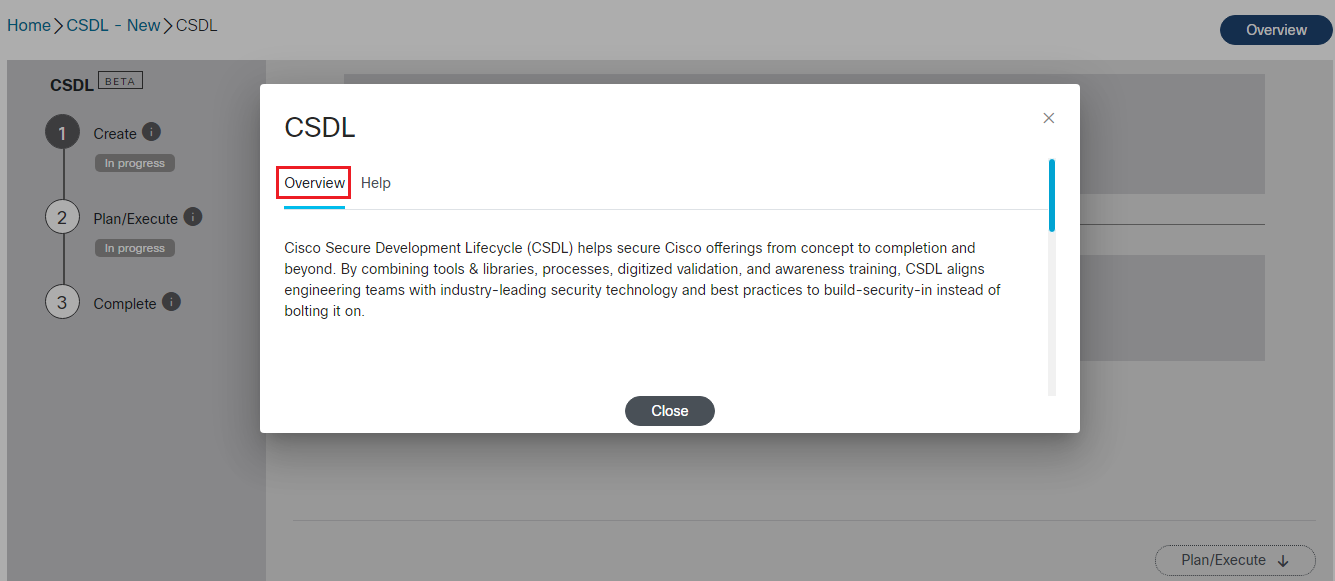 Home > CSDL - New > CSDL
Overview
CSDL BETA
1 Create i
In progress
2 Plan/Execute i
In progress
3 Complete i
CSDL
×
Overview Help
Cisco Secure Development Lifecycle (CSDL) helps secure Cisco offerings from concept to completion and
beyond. By combining tools & libraries, processes, digitized validation, and awareness training, CSDL aligns
engineering teams with industry-leading security technology and best practices to build-security-in instead of
bolting it on.
Close
Plan/Execute ↓